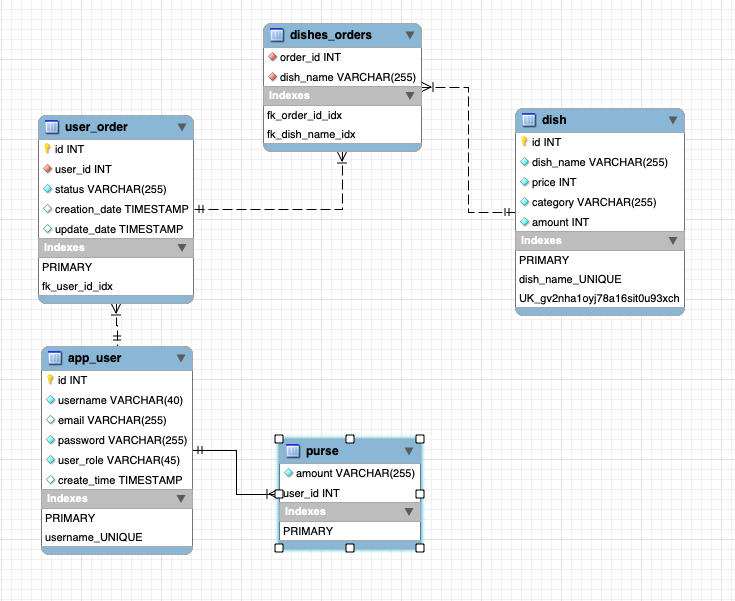 dishes_orders
order_id INT
dish_name VARCHAR(255)
Indexes
fk_order_id_idx
fk_dish_name_idx
user_order
id INT
user_id INT
status VARCHAR(255)
creation_date TIMESTAMP
update_date TIMESTAMP
Indexes
PRIMARY
fk_user_id_idx
dish
id INT
dish_name VARCHAR(255)
price INT
category VARCHAR(255)
amount INT
Indexes
PRIMARY
dish_name_UNIQUE
UK_gv2nha1oyj78a16sit0u93xch
app_user
id INT
username VARCHAR(40)
email VARCHAR(255)
password VARCHAR(255)
user_role VARCHAR(45)
create_time TIMESTAMP
Indexes
PRIMARY
username_UNIQUE
purse
amount VARCHAR(255)
user_id INT
Indexes
PRIMARY